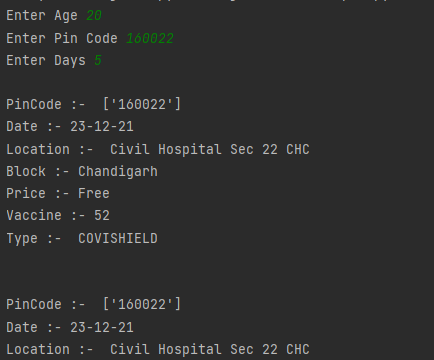 Enter Age 20
Enter Pin Code 160022
Enter Days 5
PinCode :-  ['160022']
Date :- 23-12-21
Location :-  Civil Hospital Sec 22 CHC
Block :- Chandigarh
Price :- Free
Vaccine :- 52
Type :-  COVISHIELD
PinCode :-  ['160022']
Date :- 23-12-21
Location :-  Civil Hospital Sec 22 CHC